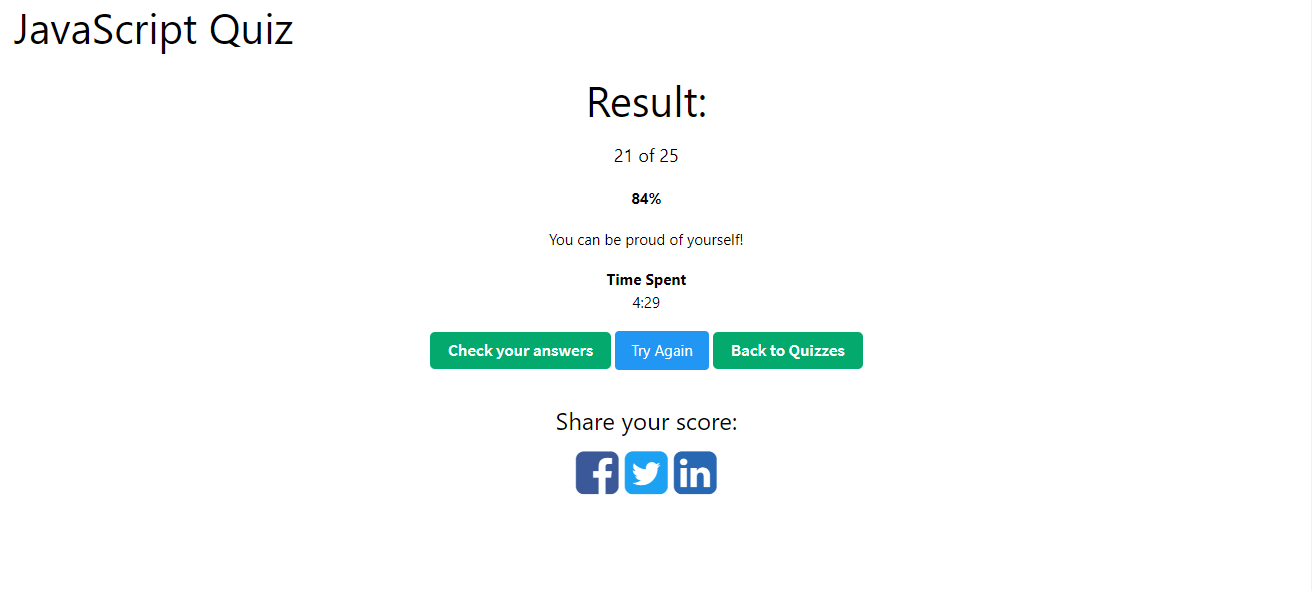 JavaScript Quiz
Result:
21 of 25
84%
You can be proud of yourself!
Time Spent
4:29
Check your answers Try Again Back to Quizzes
Share your score:
f in